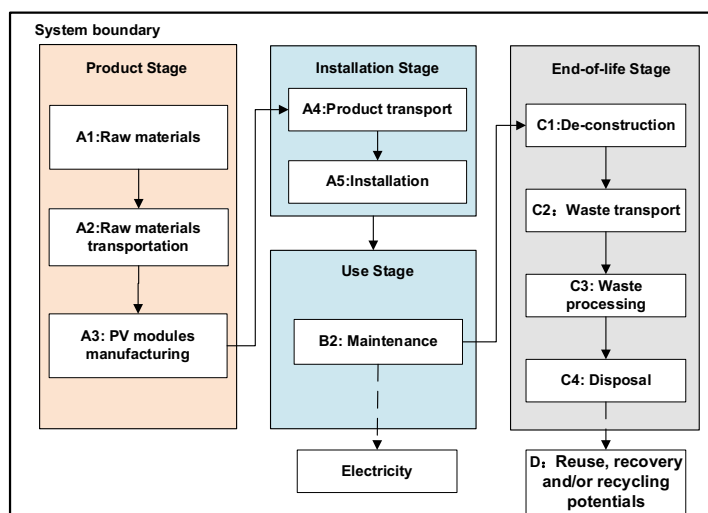 System boundary
Product Stage
A1:Raw materials
A2:Raw materials
transportation
A3: PV modules
manufacturing
Installation Stage
A4:Product transport
A5:Installation
Use Stage
B2: Maintenance
Electricity
End-of-life Stage
C1:De-construction
C2：Waste transport
C3: Waste
processing
C4: Disposal
D：Reuse, recovery
and/or recycling
potentials